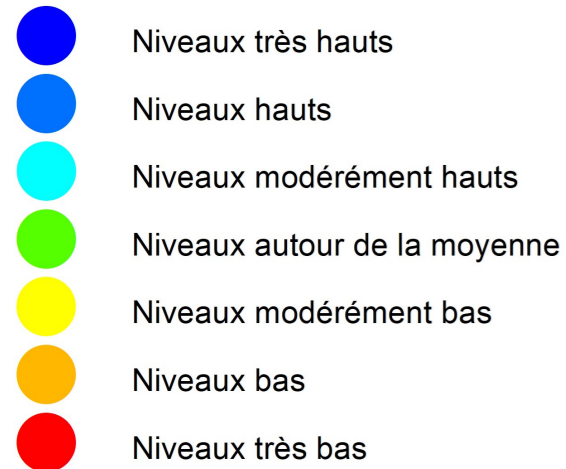 Niveaux très hauts
Niveaux hauts
Niveaux modérément hauts
Niveaux autour de la moyenne
Niveaux modérément bas
Niveaux bas
Niveaux très bas